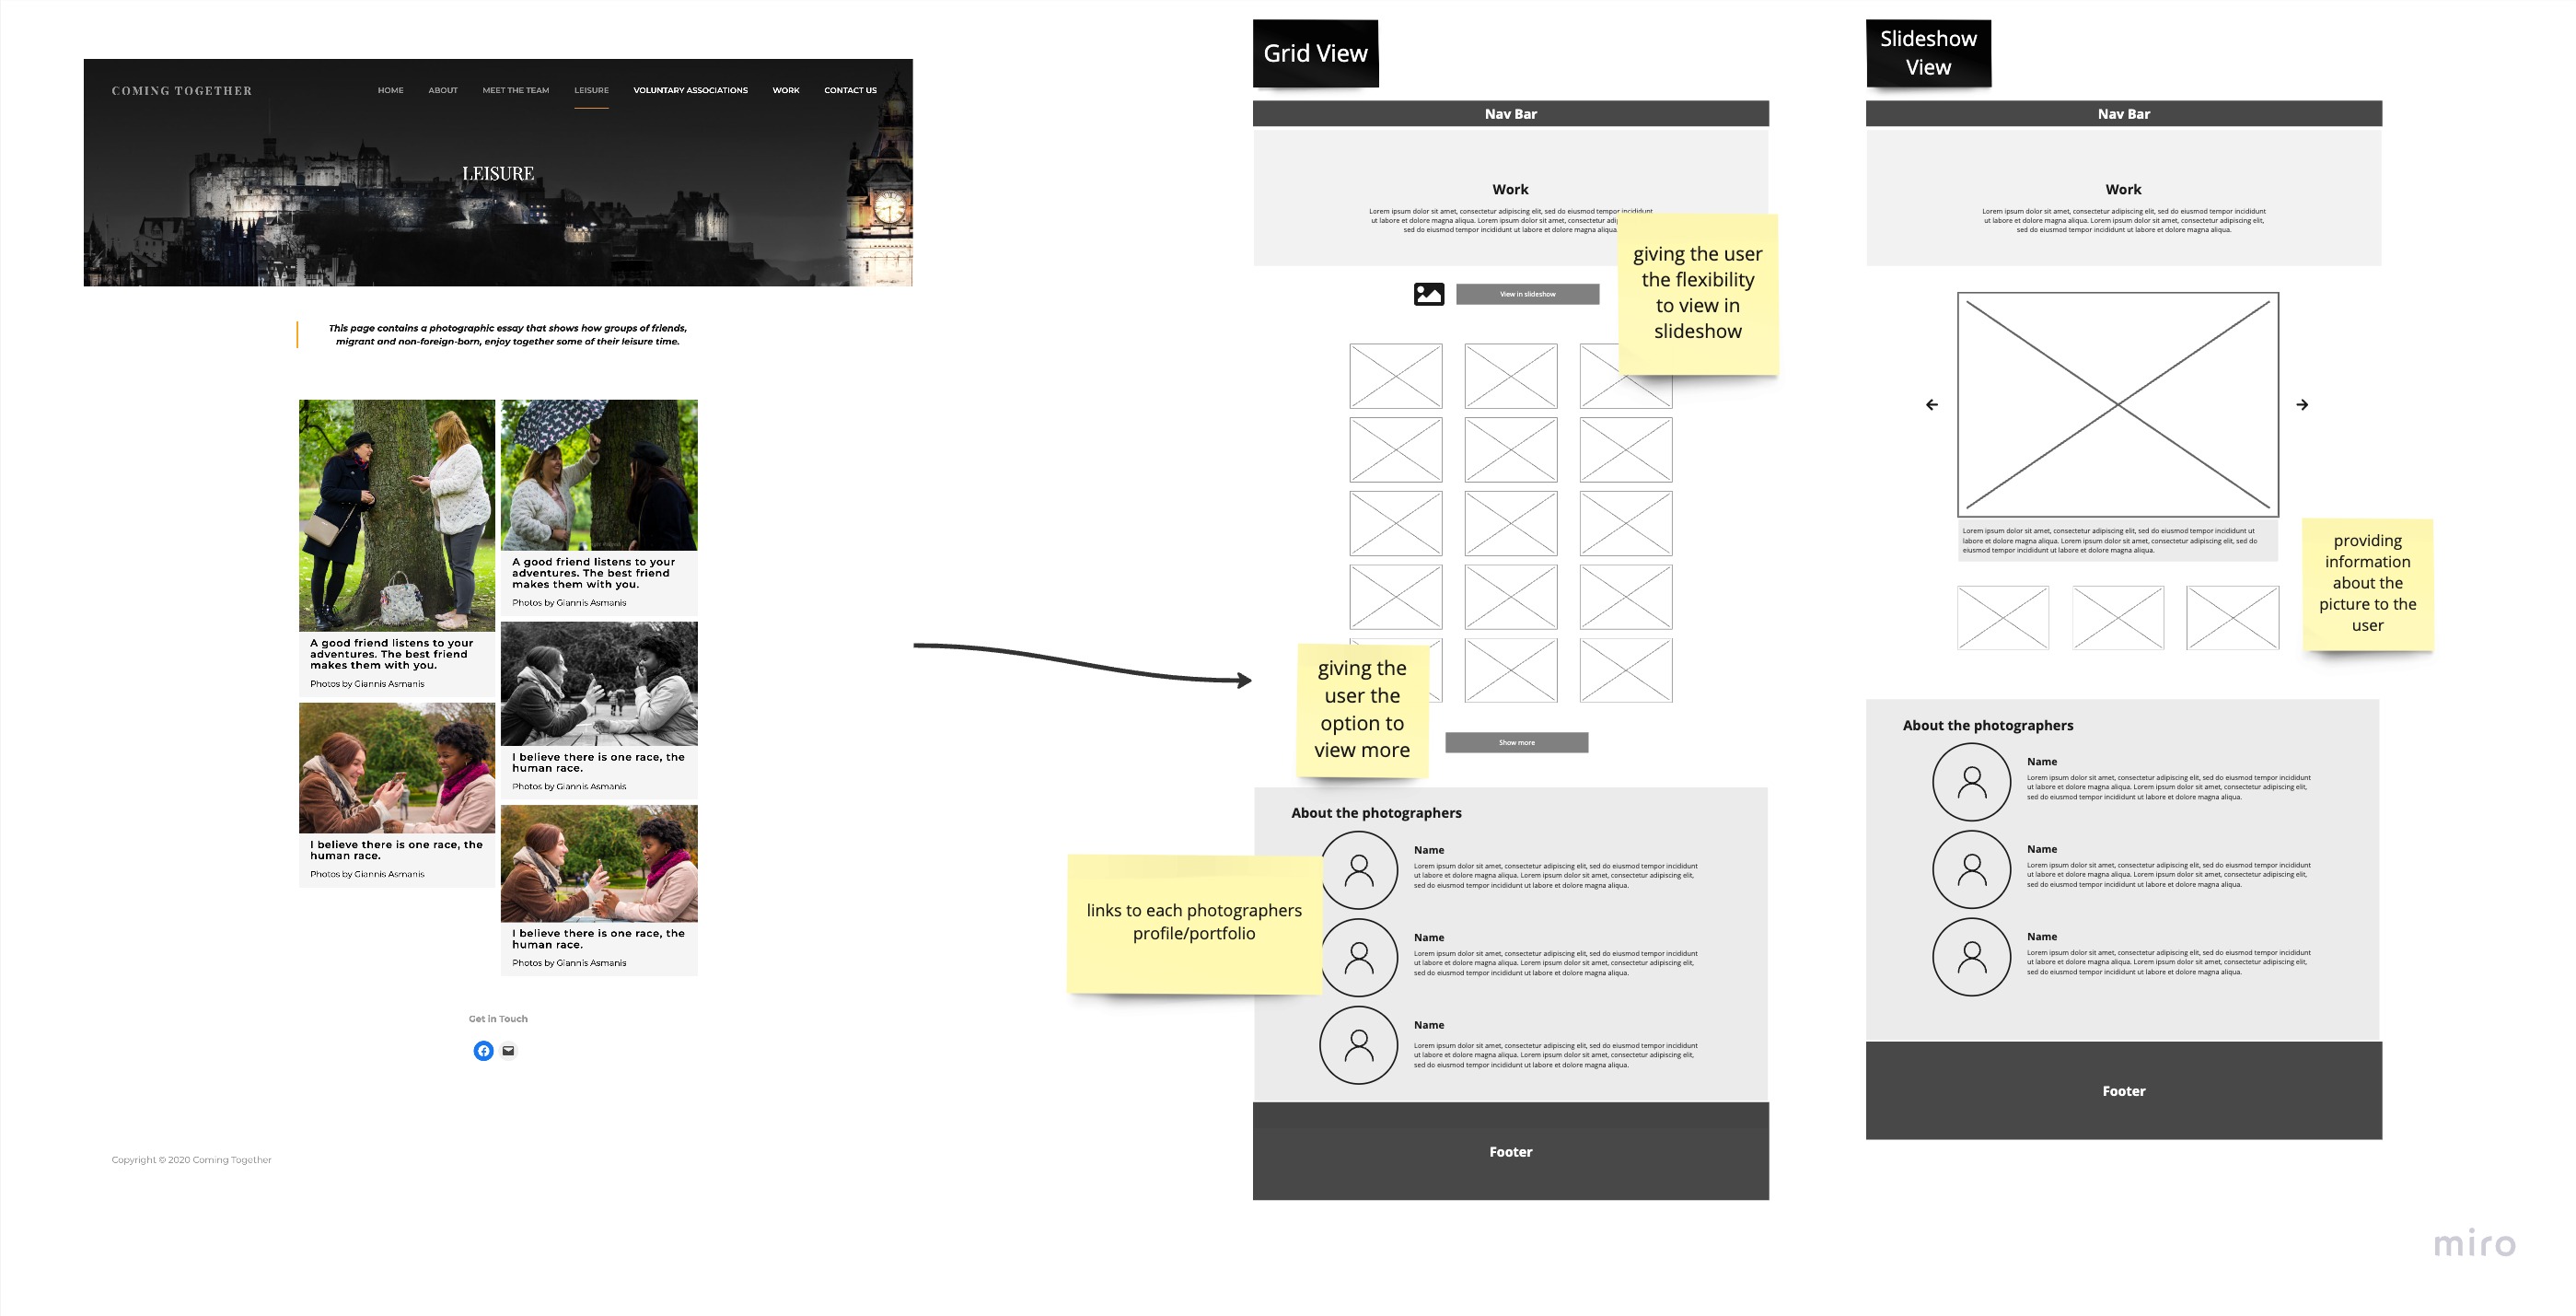 COMING TOGETHER
HOME ABOUT MEET THE TEAM LEISURE VOLUNTARY ASSOCIATIONS WORK CONTACT US
LEISURE
This page contains a photographic essay that shows how groups of friends,
migrant and non-foreign-born, enjoy together some of their leisure time.
A good friend listens to your
adventures. The best friend
makes them with you.
Photos by Giannis Asmanis
I believe there is one race, the
human race.
Photos by Giannis Asmanis
A good friend listens to your
adventures. The best friend
makes them with you.
Photos by Giannis Asmanis
I believe there is one race, the
human race.
Photos by Giannis Asmanis
I believe there is one race, the
human race.
Photos by Giannis Asmanis
Get in Touch
Copyright © 2020 Coming Together
Grid View
Nav Bar
Work
Lorem ipsum dolor sit amet, consectetur adipiscing elit, sed do eiusmod tempor incididunt
ut labore et dolore magna aliqua. Lorem ipsum dolor sit amet, consectetur
sed do eiusmod tempor incididunt ut labore et dolore magna aliqua.
giving the user
the flexibility
to view in
slideshow
View in slideshow
giving the
user the
option to
view more
Show more
About the photographers
links to each photographers
profile/portfolio
Name
Lorem ipsum dolor sit amet, consectetur adipiscing elit, sed do eiusmod tempor incididunt
ut labore et dolore magna aliqua. Lorem ipsum dolor sit amet, consectetur adipiscing elit,
sed do eiusmod tempor incididunt ut labore et dolore magna aliqua.
Name
Lorem ipsum dolor sit amet, consectetur adipiscing elit, sed do eiusmod tempor incididunt
ut labore et dolore magna aliqua. Lorem ipsum dolor sit amet, consectetur adipiscing elit,
sed do eiusmod tempor incididunt ut labore et dolore magna aliqua.
Name
Lorem ipsum dolor sit amet, consectetur adipiscing elit, sed do eiusmod tempor incididunt
ut labore et dolore magna aliqua. Lorem ipsum dolor sit amet, consectetur adipiscing elit,
sed do eiusmod tempor incididunt ut labore et dolore magna aliqua.
Footer
Slideshow
View
Nav Bar
Work
Lorem ipsum dolor sit amet, consectetur adipiscing elit, sed do eiusmod tempor incididunt
ut labore et dolore magna aliqua. Lorem ipsum dolor sit amet, consectetur adipiscing elit,
sed do eiusmod tempor incididunt ut labore et dolore magna aliqua.
Lorem ipsum dolor sit amet, consectetur adipiscing elit, sed do eiusmod tempor incididunt ut
labore et dolore magna aliqua. Lorem ipsum dolor sit amet, consectetur adipiscing elit, sed do
eiusmod tempor incididunt ut labore et dolore magna aliqua.
providing
information
about the
picture to the
user
About the photographers
Name
Lorem ipsum dolor sit amet, consectetur adipiscing elit, sed do eiusmod tempor incididunt
ut labore et dolore magna aliqua. Lorem ipsum dolor sit amet, consectetur adipiscing elit,
sed do eiusmod tempor incididunt ut labore et dolore magna aliqua.
Name
Lorem ipsum dolor sit amet, consectetur adipiscing elit, sed do eiusmod tempor incididunt
ut labore et dolore magna aliqua. Lorem ipsum dolor sit amet, consectetur adipiscing elit,
sed do eiusmod tempor incididunt ut labore et dolore magna aliqua.
Name
Lorem ipsum dolor sit amet, consectetur adipiscing elit, sed do eiusmod tempor incididunt
ut labore et dolore magna aliqua. Lorem ipsum dolor sit amet, consectetur adipiscing elit,
sed do eiusmod tempor incididunt ut labore et dolore magna aliqua.
Footer
miro